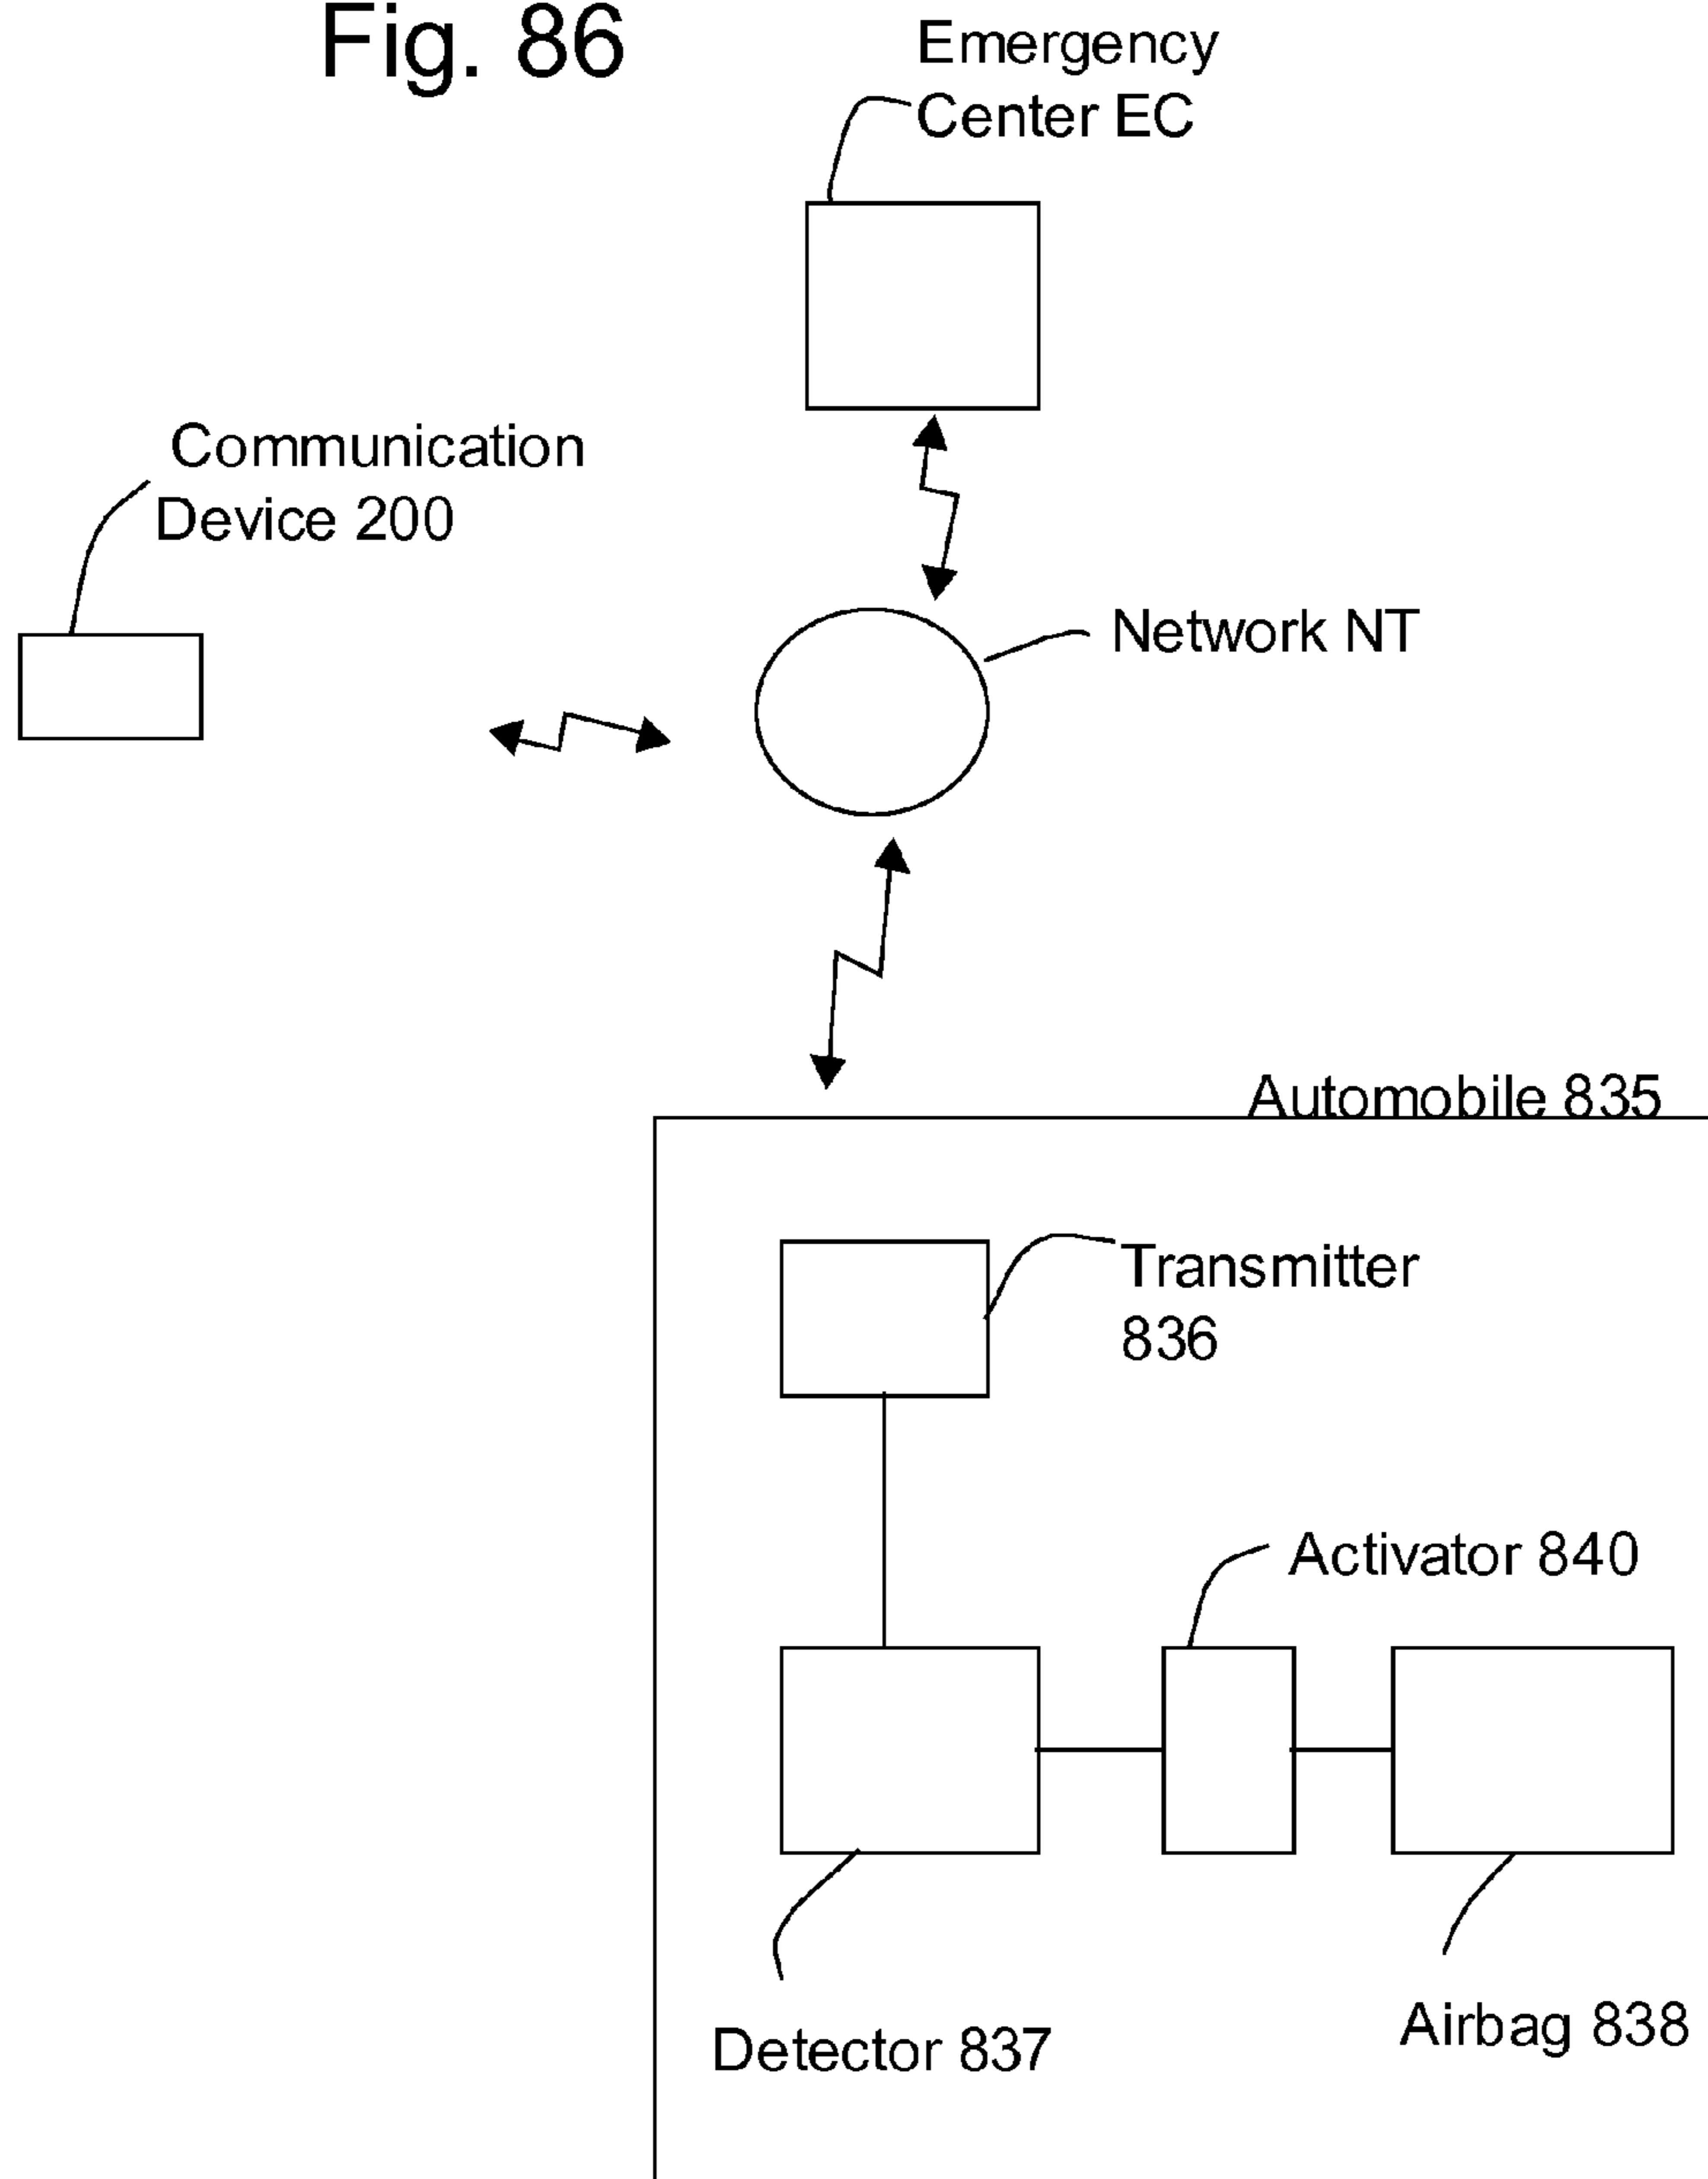 Fig. 86
Emergency
Center EC
Communication
Device 200
Network NT
Automobile 835
Transmitter
836
Activator 840
Detector 837
Airbag 838